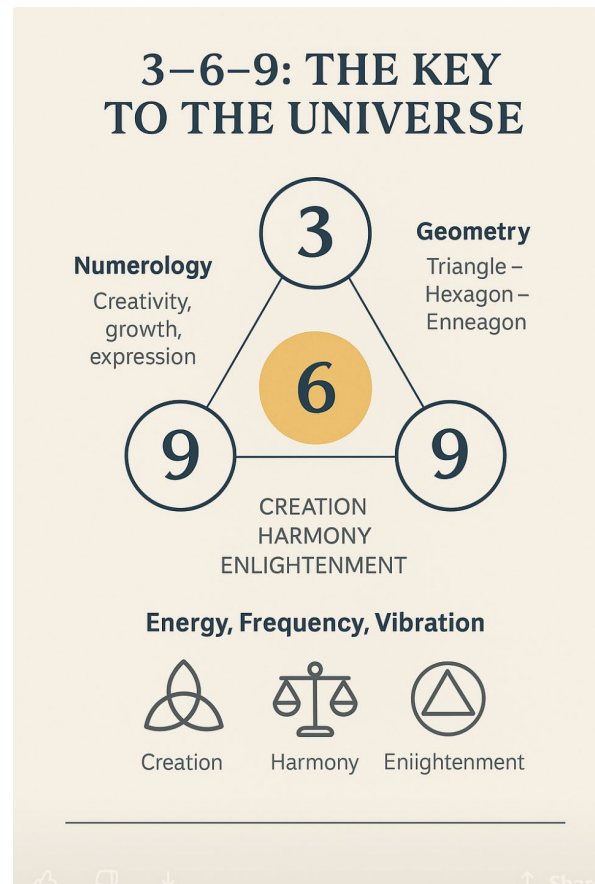 3–6–9: THE KEY
TO THE UNIVERSE
3
Numerology
Creativity,
growth,
expression
Geometry
Triangle –
Hexagon –
Enneagon
6
9
9
CREATION
HARMONY
ENLIGHTENMENT
Energy, Frequency, Vibration
Creation
Harmony
Eniightenment